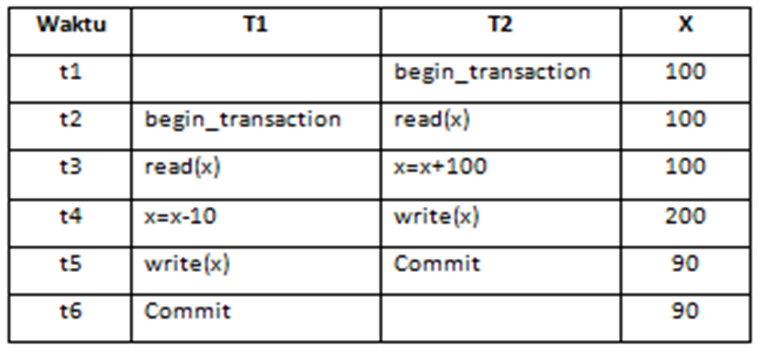 Waktu T1 T2 X
t1 begin_transaction 100
t2 begin_transaction read(x) 100
t3 read(x) x=x+100 100
t4 x=x-10 write(x) 200
t5 write(x) Commit 90
t6 Commit 90